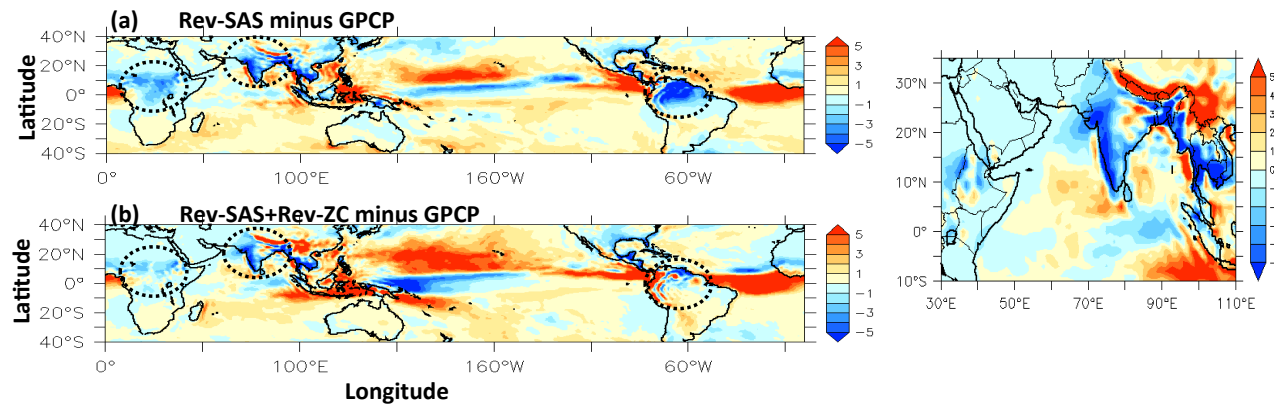 (a) Rev-SAS minus GPCP
Latitude
40°N
20°N
0°
20°S
40°S
0° 100°E 160°W 60°W
5
3
1
−1
−3
−5
(b) Rev-SAS+Rev-ZC minus GPCP
Latitude
40°N
20°N
0°
20°S
40°S
0° 100°E 160°W 60°W
Longitude
5
3
1
−1
−3
−5
30°N
20°N
10°N
0°
10°S
30°E 50°E 70°E 90°E 110°E
5
4
3
2
1
0